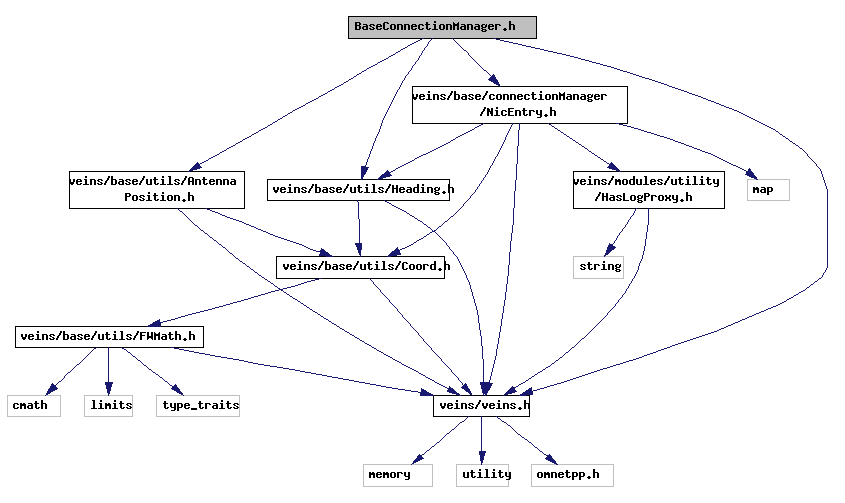 BaseConnectionManager.h
veins/base/connectionManager
/NicEntry.h
veins/base/utils/Antenna
Position.h
veins/base/utils/Heading.h
veins/modules/utility
/HasLogProxy.h
map
veins/base/utils/Coord.h
string
veins/base/utils/FWMath.h
cmath
limits
type_traits
veins/veins.h
memory
utility
omnetpp.h